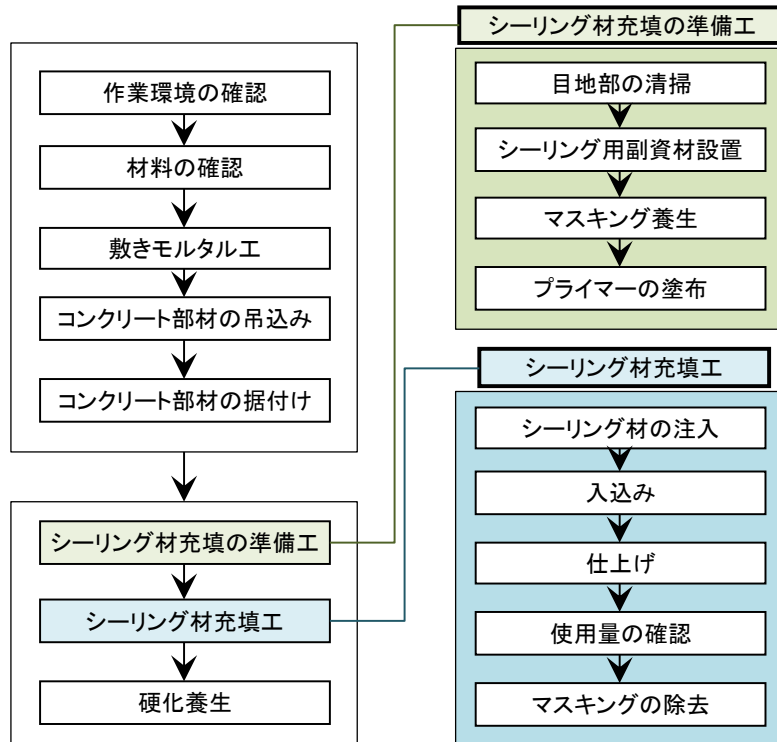 作業環境の確認
材料の確認
敷きモルタル工
コンクリート部材の吊込み
コンクリート部材の据付け
シーリング材充填の準備工
シーリング材充填工
硬化養生
シーリング材充填の準備工
目地部の清掃
シーリング用副資材設置
マスキング養生
プライマーの塗布
シーリング材充填工
シーリング材の注入
入込み
仕上げ
使用量の確認
マスキングの除去